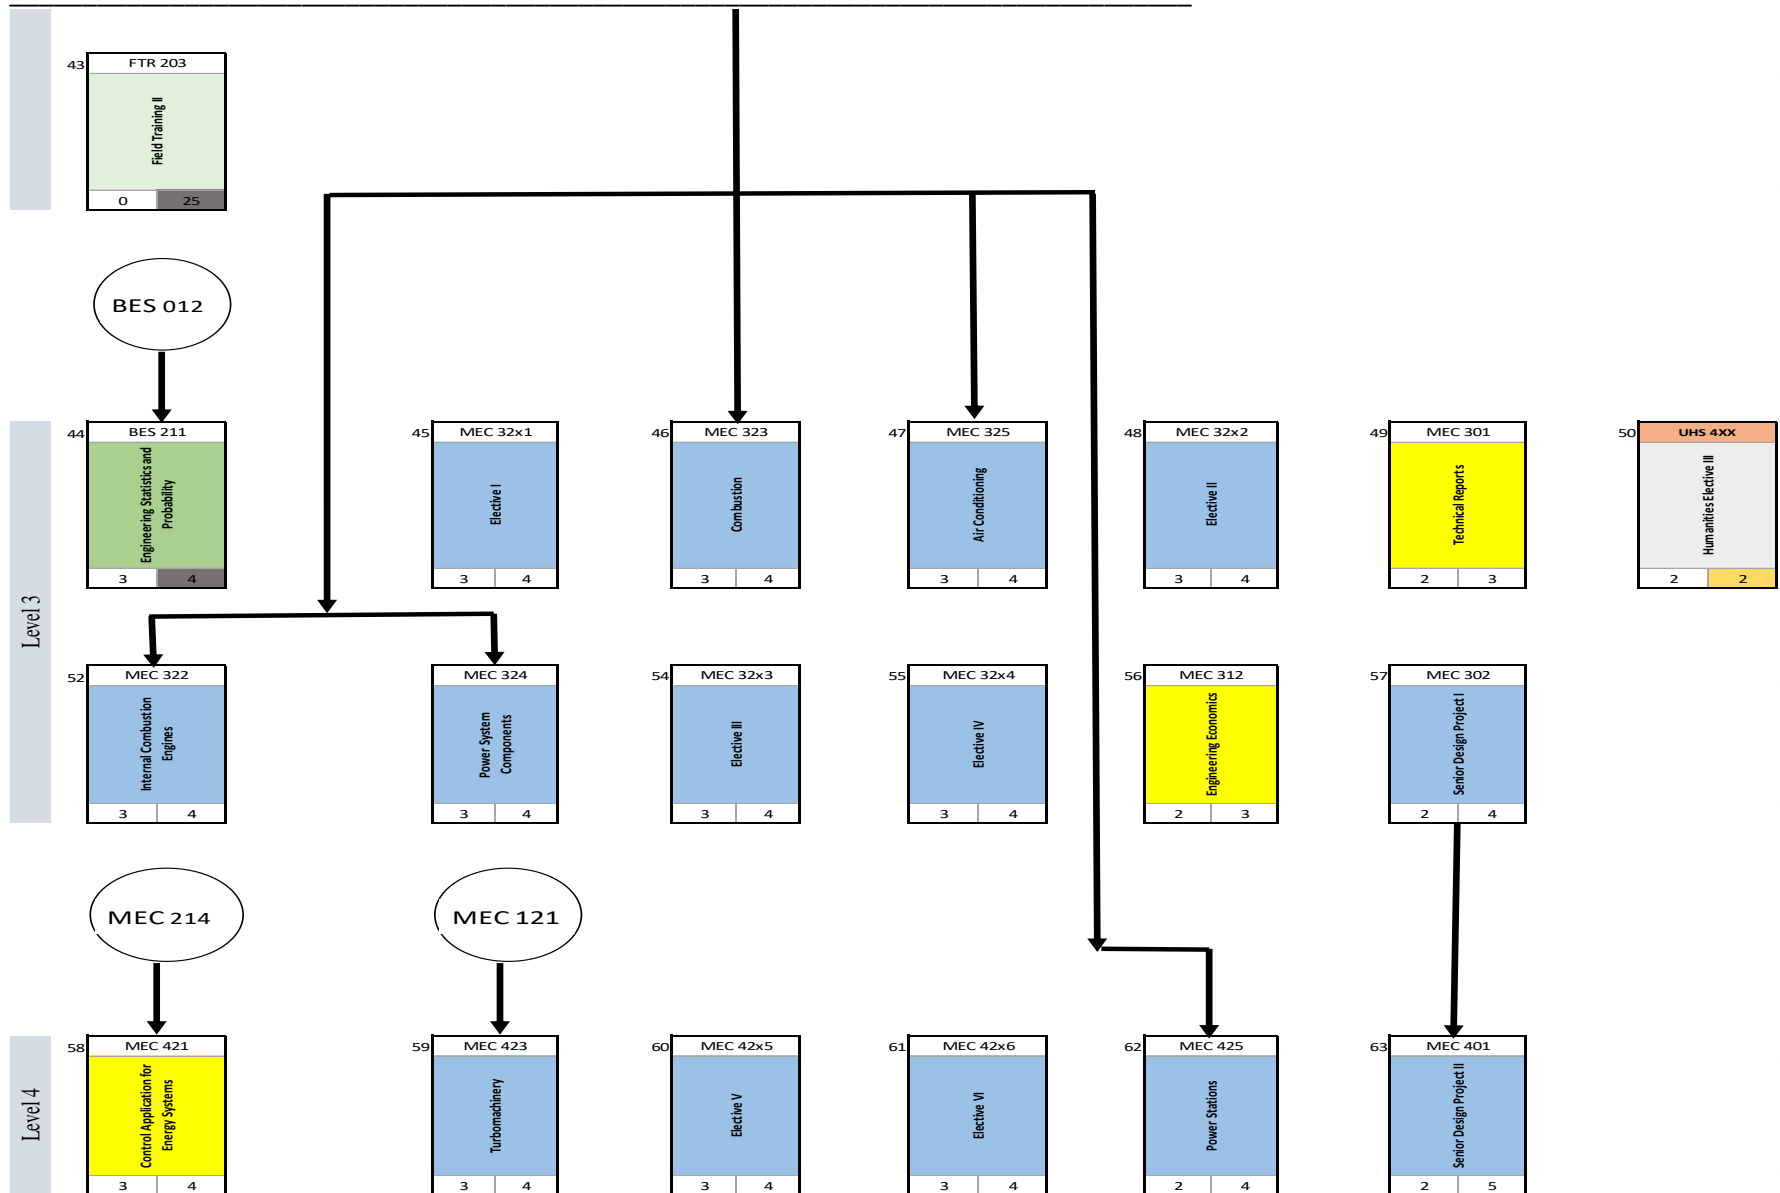 43
FTR 203
Field Training II
0 25
BES 012
Level 3
44
BES 211
Engineering Statistics and
Probability
3 4
45
MEC 32x1
Elective I
3 4
46
MEC 323
Combustion
3 4
47
MEC 325
Air Conditioning
3 4
48
MEC 32x2
Elective II
3 4
49
MEC 301
Technical Reports
2 3
50
UHS 4XX
Humanities Elective III
2 2
52
MEC 322
Internal Combustion
Engines
3 4
MEC 324
Power System
Components
3 4
54
MEC 32x3
Elective III
3 4
55
MEC 32x4
Elective IV
3 4
56
MEC 312
Engineering Economics
2 3
57
MEC 302
Senior Design Project I
2 4
MEC 214
MEC 121
Level 4
58
MEC 421
Control Application for
Energy Systems
3 4
59
MEC 423
Turbomachinery
3 4
60
MEC 42x5
Elective V
3 4
61
MEC 42x6
Elective VI
3 4
62
MEC 425
Power Stations
2 4
63
MEC 401
Senior Design Project II
2 5